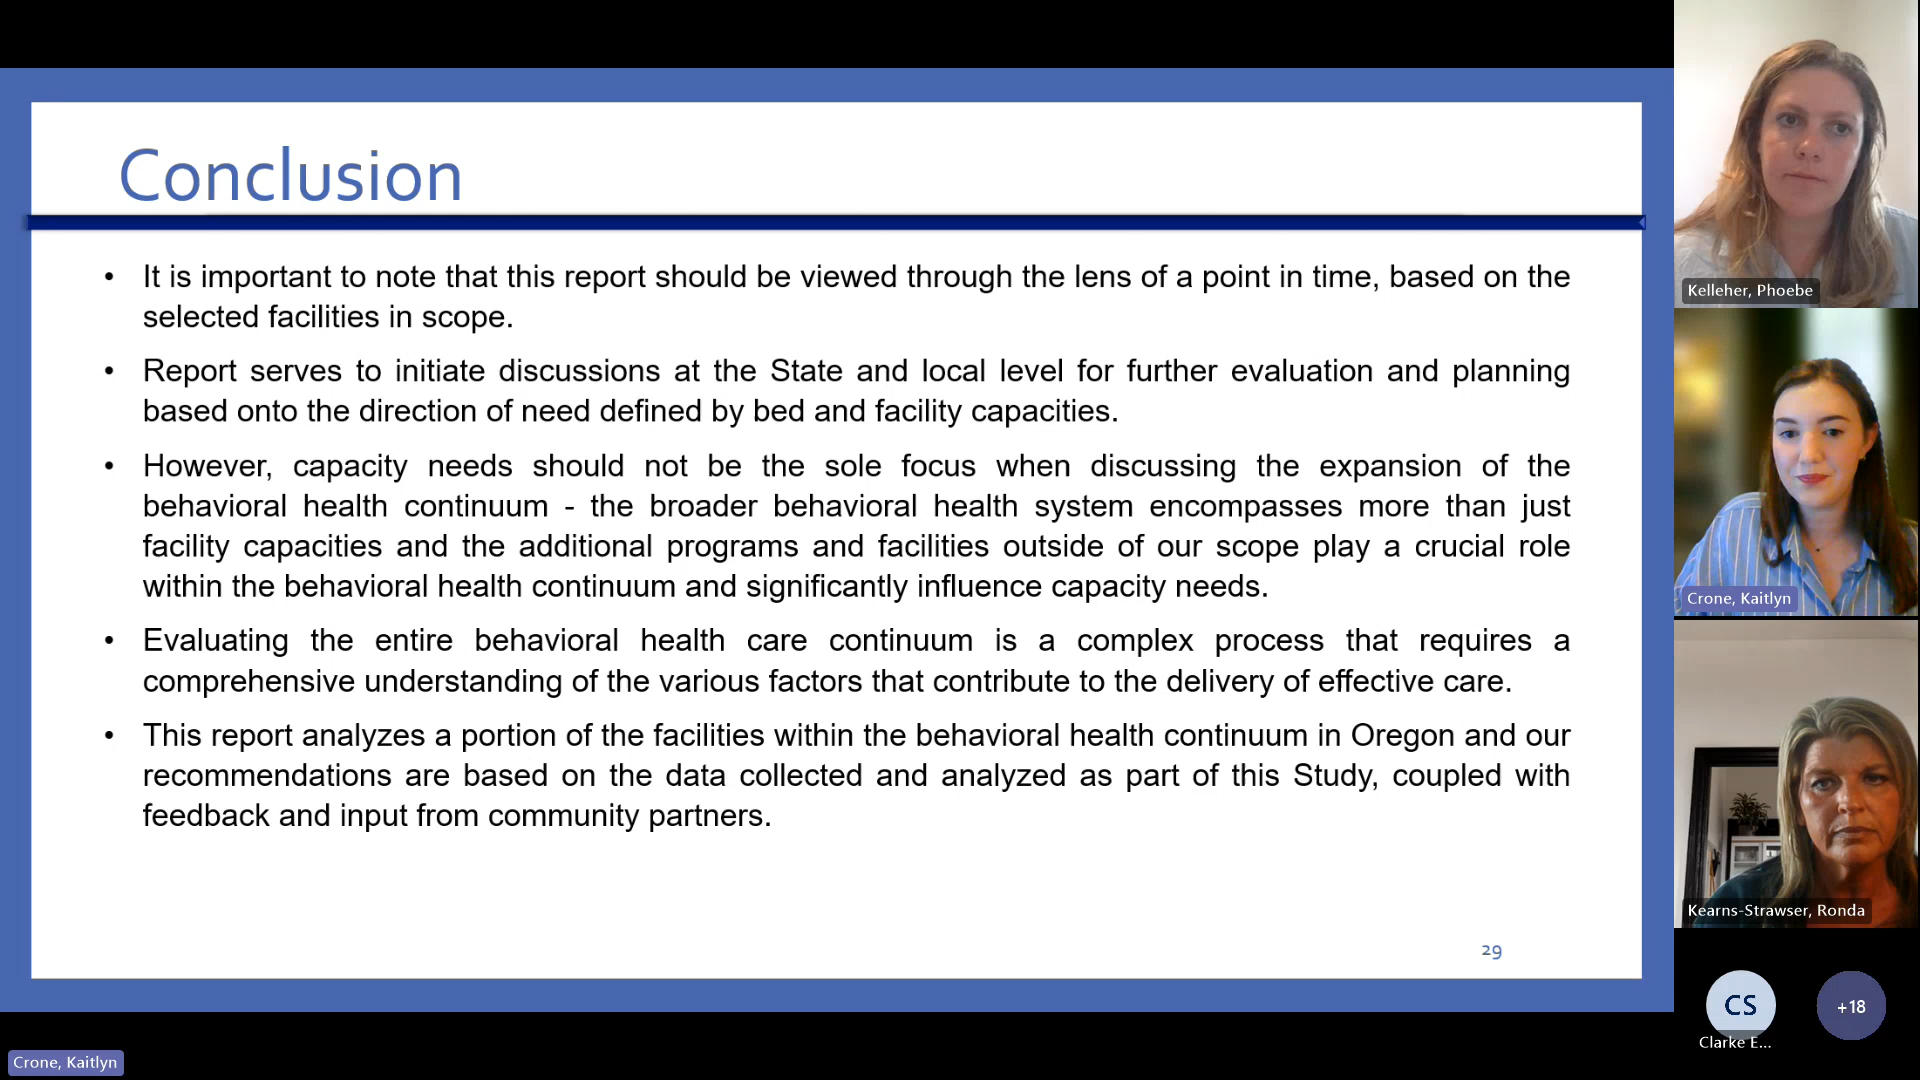 Conclusion
• It is important to note that this report should be viewed through the lens of a point in time, based on the
selected facilities in scope.
• Report serves to initiate discussions at the State and local level for further evaluation and planning
based onto the direction of need defined by bed and facility capacities.
• However, capacity needs should not be the sole focus when discussing the expansion of the
behavioral health continuum - the broader behavioral health system encompasses more than just
facility capacities and the additional programs and facilities outside of our scope play a crucial role
within the behavioral health continuum and significantly influence capacity needs.
• Evaluating the entire behavioral health care continuum is a complex process that requires a
comprehensive understanding of the various factors that contribute to the delivery of effective care.
• This report analyzes a portion of the facilities within the behavioral health continuum in Oregon and our
recommendations are based on the data collected and analyzed as part of this Study, coupled with
feedback and input from community partners.
29
Kelleher, Phoebe
Crone, Kaitlyn
Kearns-Strawser, Ronda
CS
+18
Clarke E...
Crone, Kaitlyn